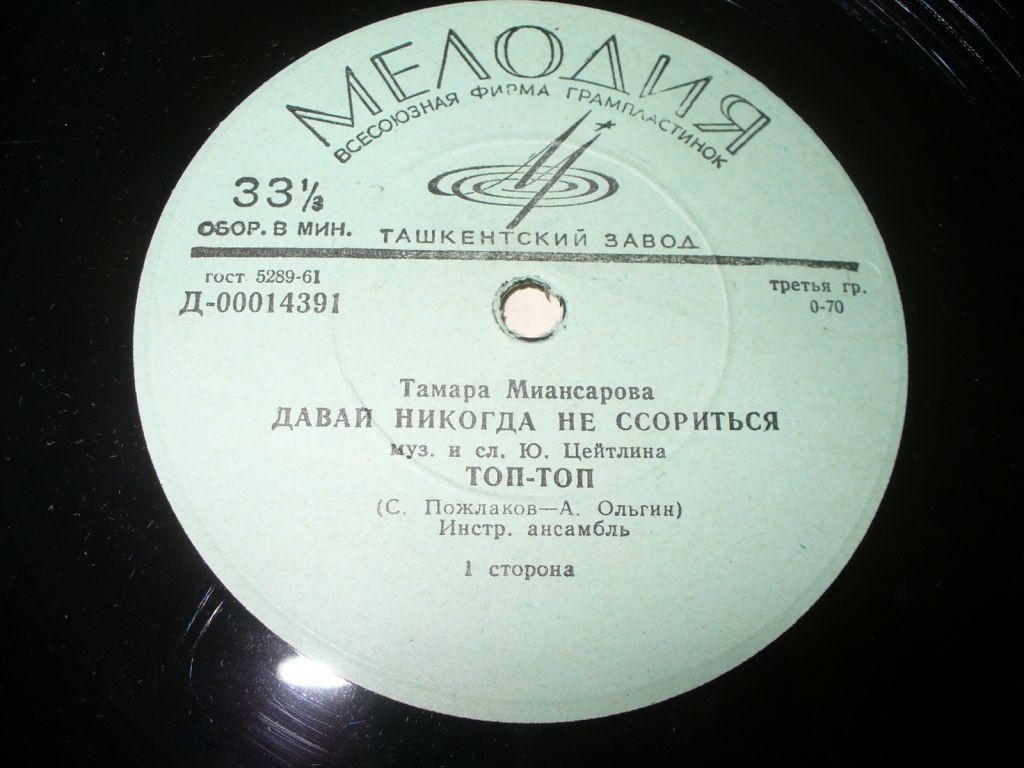 МЕЛОДИЯ
ВСЕСОЮЗНАЯ ФИРМА ГРАМПЛАСТИНОК
33⅓
ОБОР. В МИН.
ТАШКЕНТСКИЙ ЗАВОД
гост 5289-61
Д-00014391
третья гр.
0-70
Тамара Миансарова
ДАВАЙ НИКОГДА НЕ ССОРИТЬСЯ
муз. и сл. Ю. Цейтлина
ТОП-ТОП
(С. Пожлаков—А. Ольгин)
Инстр. ансамбль
1 сторона